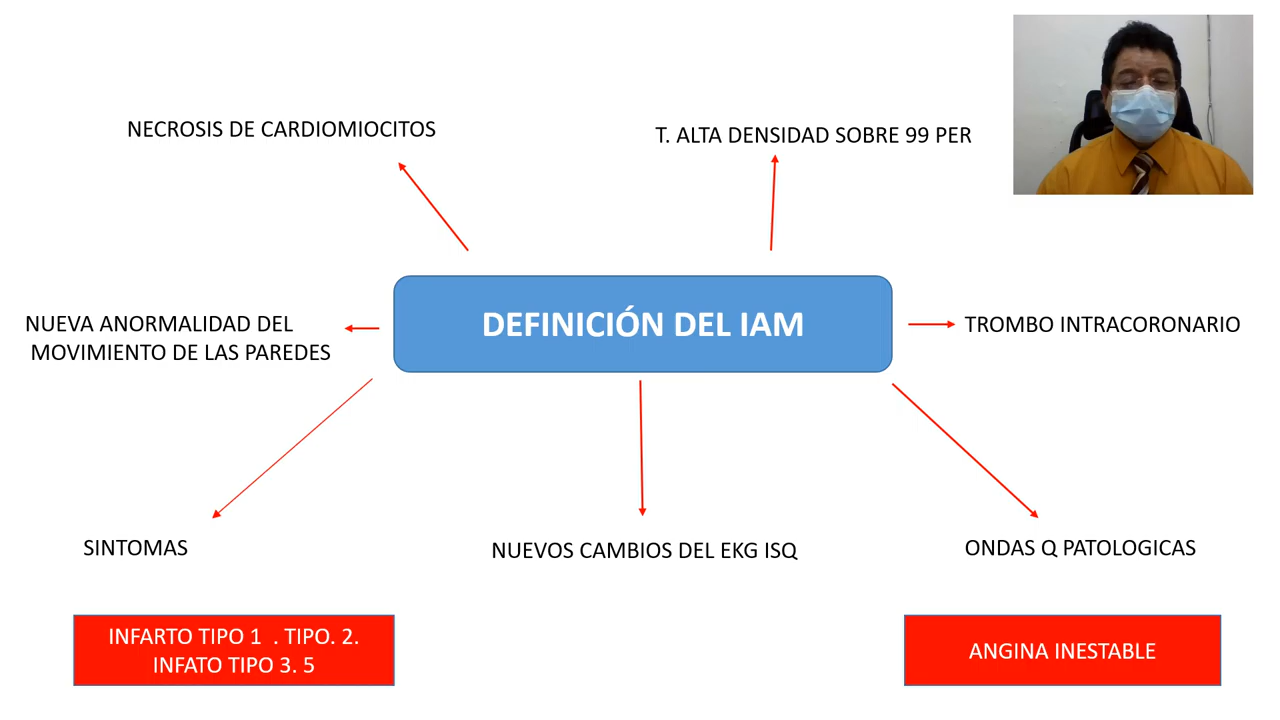 NECROSIS DE CARDIOMIOCITOS
T. ALTA DENSIDAD SOBRE 99 PER
DEFINICIÓN DEL IAM
NUEVA ANORMALIDAD DEL
MOVIMIENTO DE LAS PAREDES
TROMBO INTRACORONARIO
SINTOMAS
NUEVOS CAMBIOS DEL EKG ISQ
ONDAS Q PATOLOGICAS
INFARTO TIPO 1 . TIPO. 2.
INFATO TIPO 3. 5
ANGINA INESTABLE